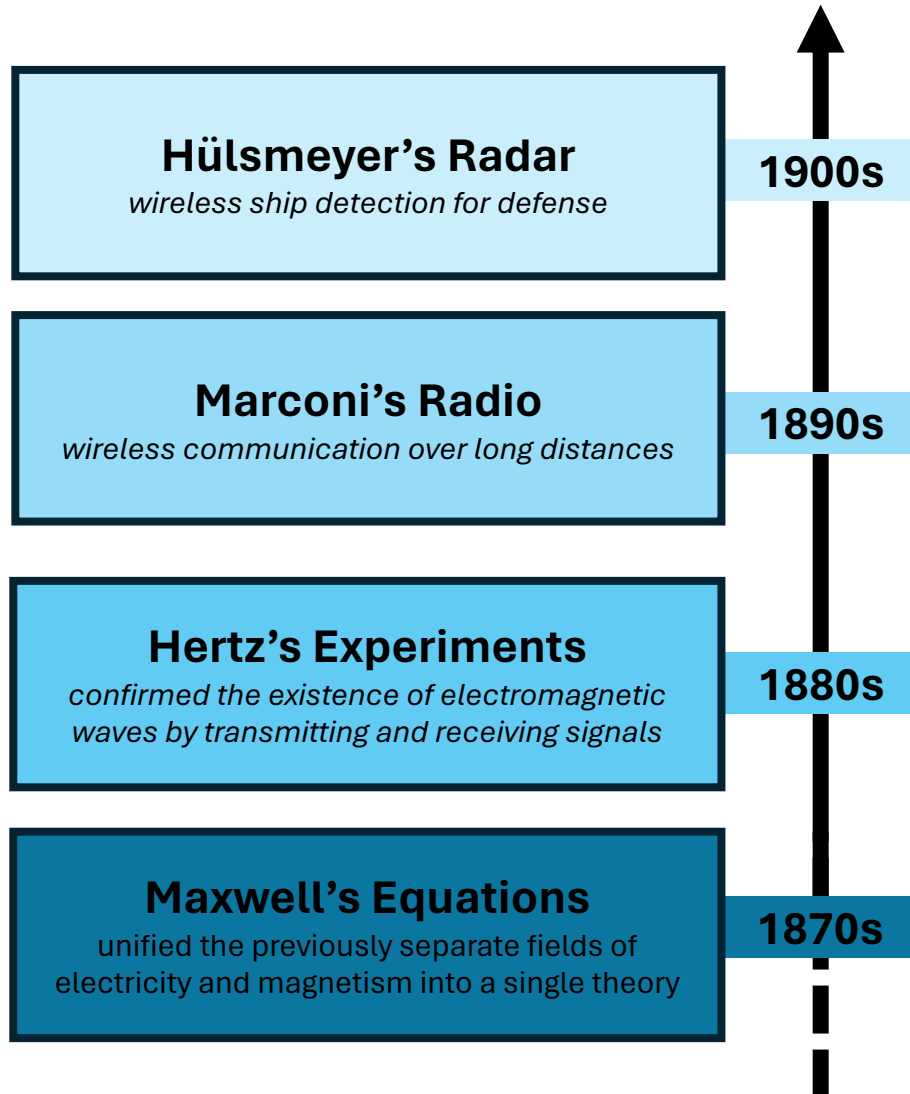 Hülsmeyer’s Radar
wireless ship detection for defense
1900s
Marconi’s Radio
wireless communication over long distances
1890s
Hertz’s Experiments
confirmed the existence of electromagnetic
waves by transmitting and receiving signals
1880s
Maxwell’s Equations
unified the previously separate fields of
electricity and magnetism into a single theory
1870s